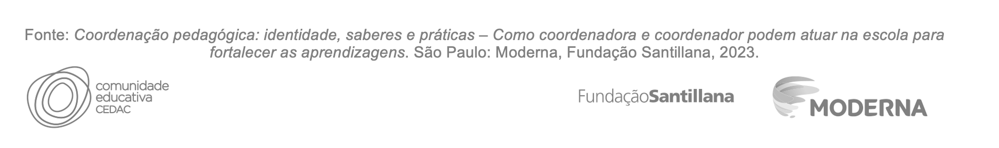 Fonte: Coordenação pedagógica: identidade, saberes e práticas – Como coordenadora e coordenador podem atuar na escola para
fortalecer as aprendizagens. São Paulo: Moderna, Fundação Santillana, 2023.
comunidade
educativa
CEDAC
FundaçãoSantillana
MODERNA